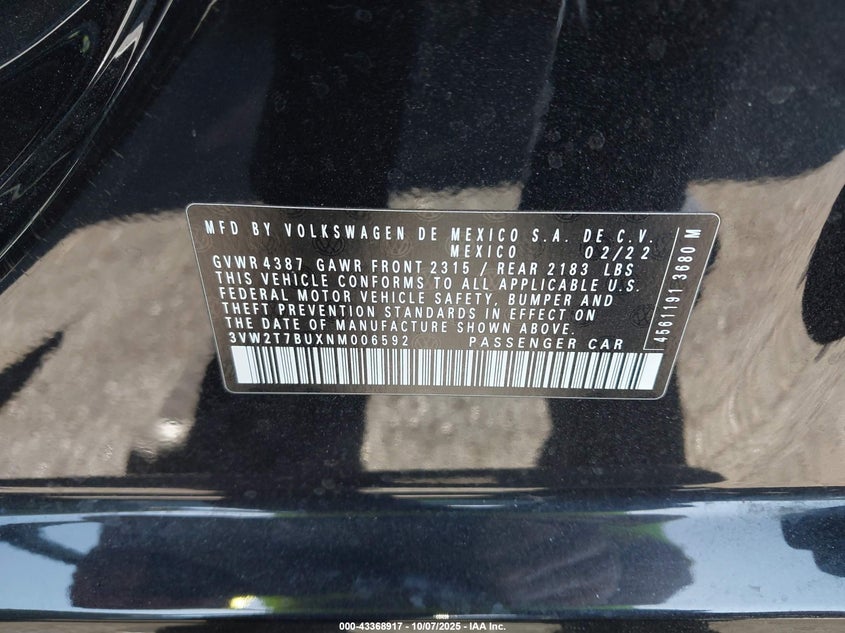 MFD BY VOLKSWAGEN DE MEXICO S.A. DE C.V.
MEXICO 02/22
GVWR 4387 GAWR FRONT 2315 / REAR 2183 LBS
THIS VEHICLE CONFORMS TO ALL APPLICABLE U.S.
FEDERAL MOTOR VEHICLE SAFETY, BUMPER AND
THEFT PREVENTION STANDARDS IN EFFECT ON
THE DATE OF MANUFACTURE SHOWN ABOVE.
3VW2T7BUXNM006592 PASSENGER CAR
4561191 3680 M
000-43368917 - 10/07/2025 - IAA Inc.